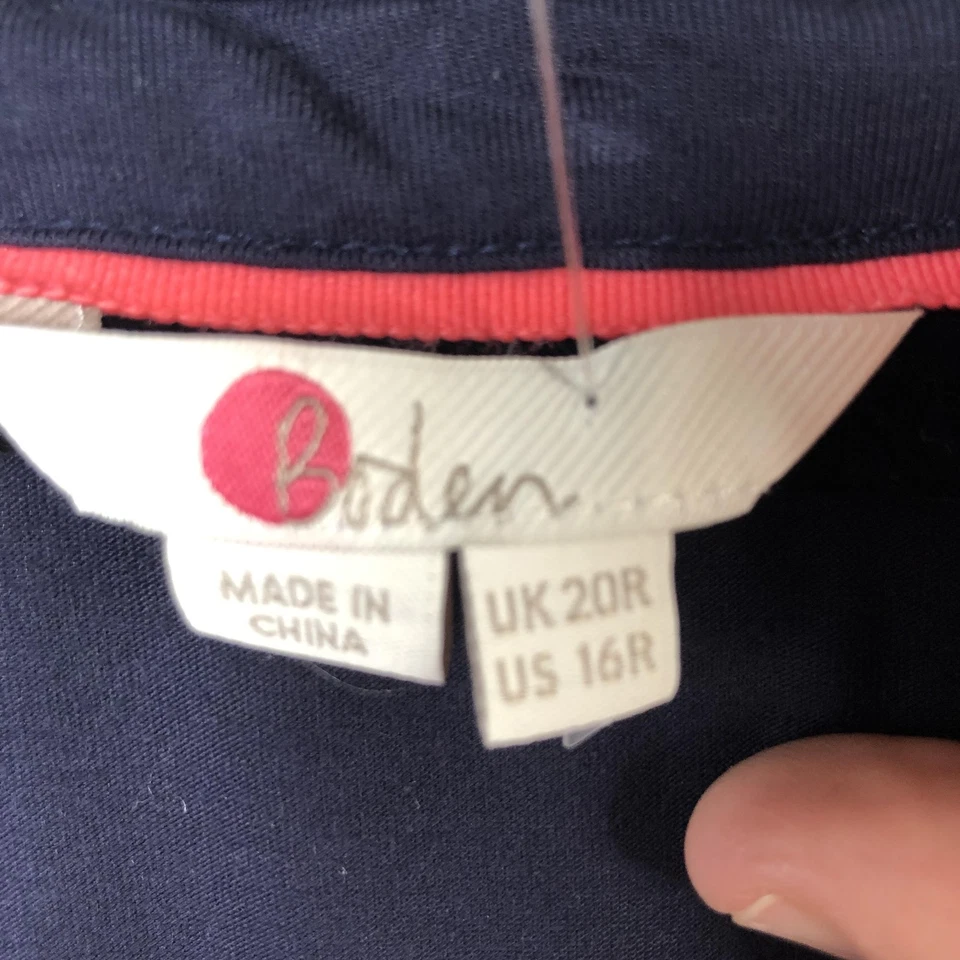 Boden
MADE IN
CHINA
UK 20R
US 16R